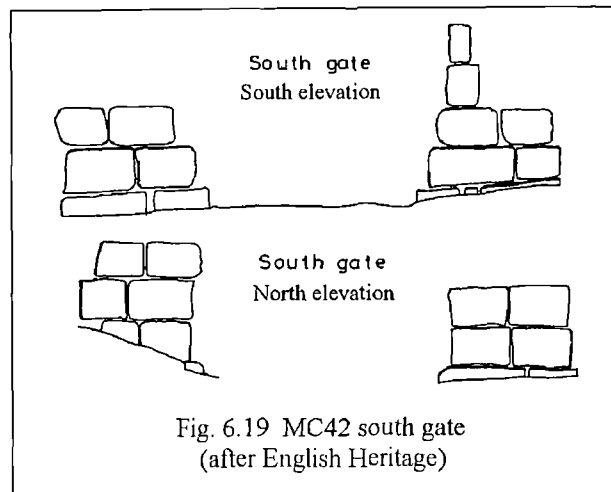 South gate
South elevation
South gate
North elevation
Fig. 6.19 MC42 south gate
(after English Heritage)